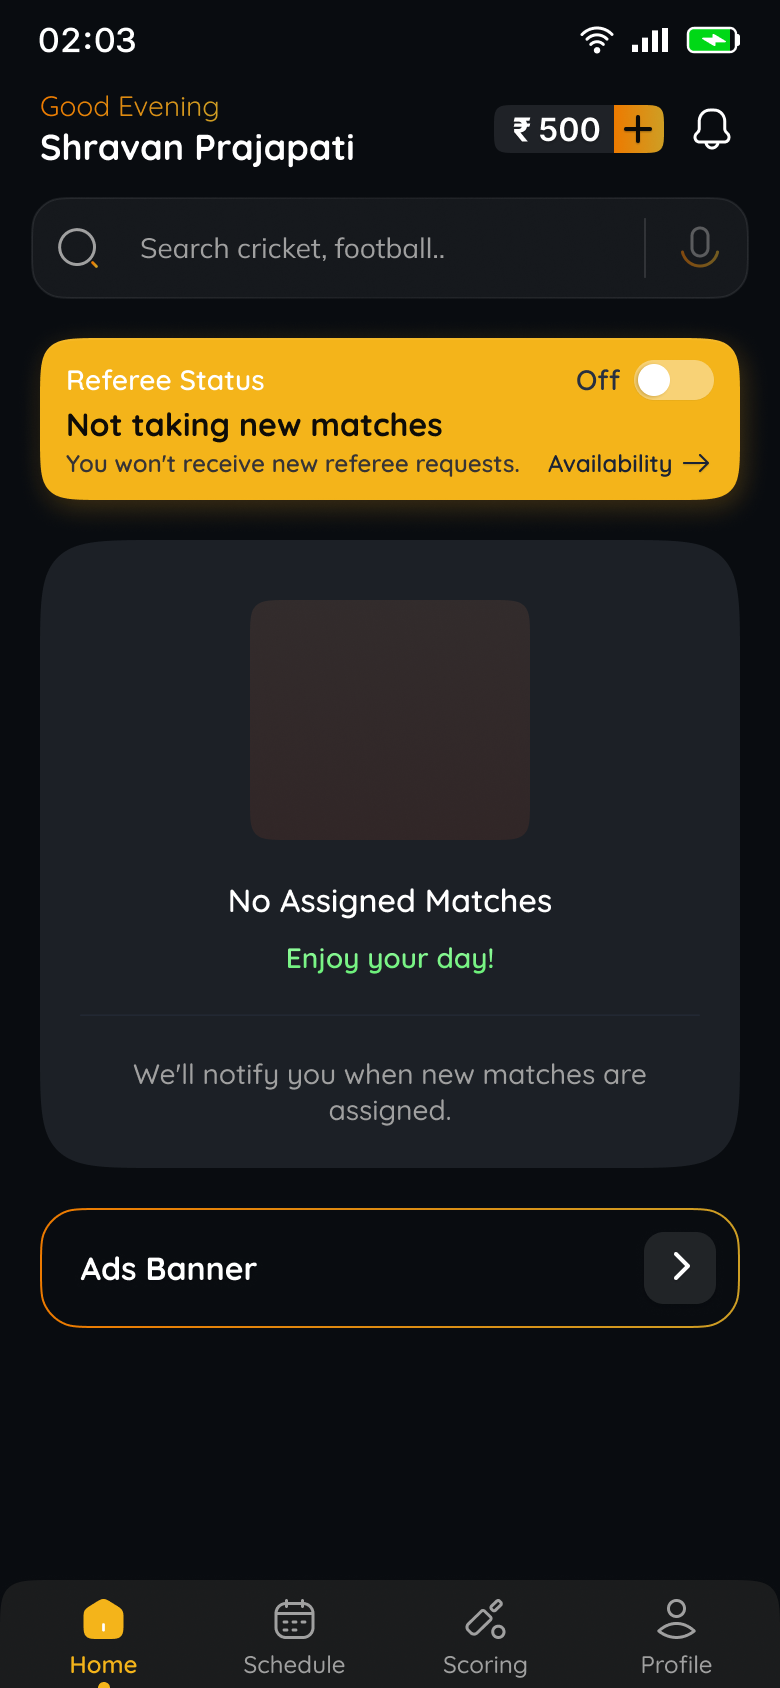 02:03
Good Evening
Shravan Prajapati
₹ 500
Search cricket, football..
Referee Status
Off
Not taking new matches
You won't receive new referee requests.
Availability →
No Assigned Matches
Enjoy your day!
We'll notify you when new matches are
assigned.
Ads Banner
Home
Schedule
Scoring
Profile